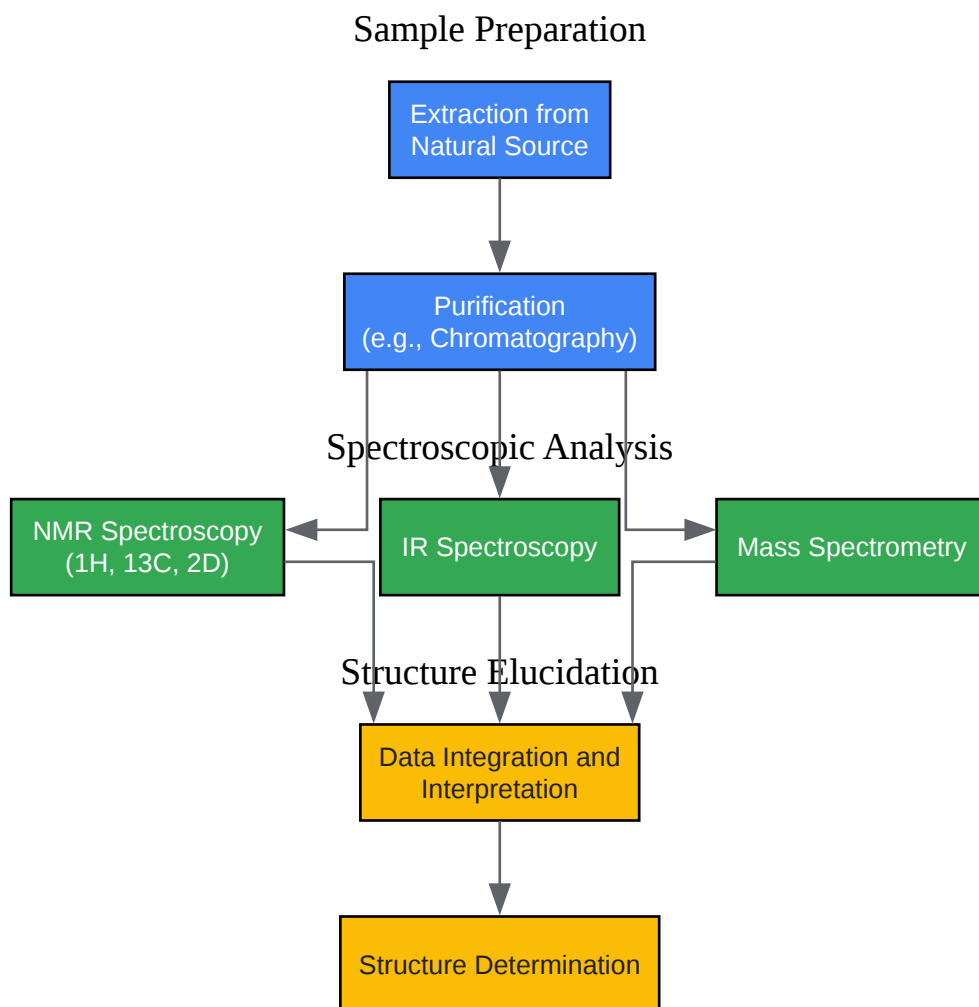 Sample Preparation
Extraction from
Natural Source
Purification
(e.g., Chromatography)
Spectroscopic Analysis
NMR Spectroscopy
(1H, 13C, 2D)
IR Spectroscopy
Mass Spectrometry
Structure Elucidation
Data Integration and
Interpretation
Structure Determination